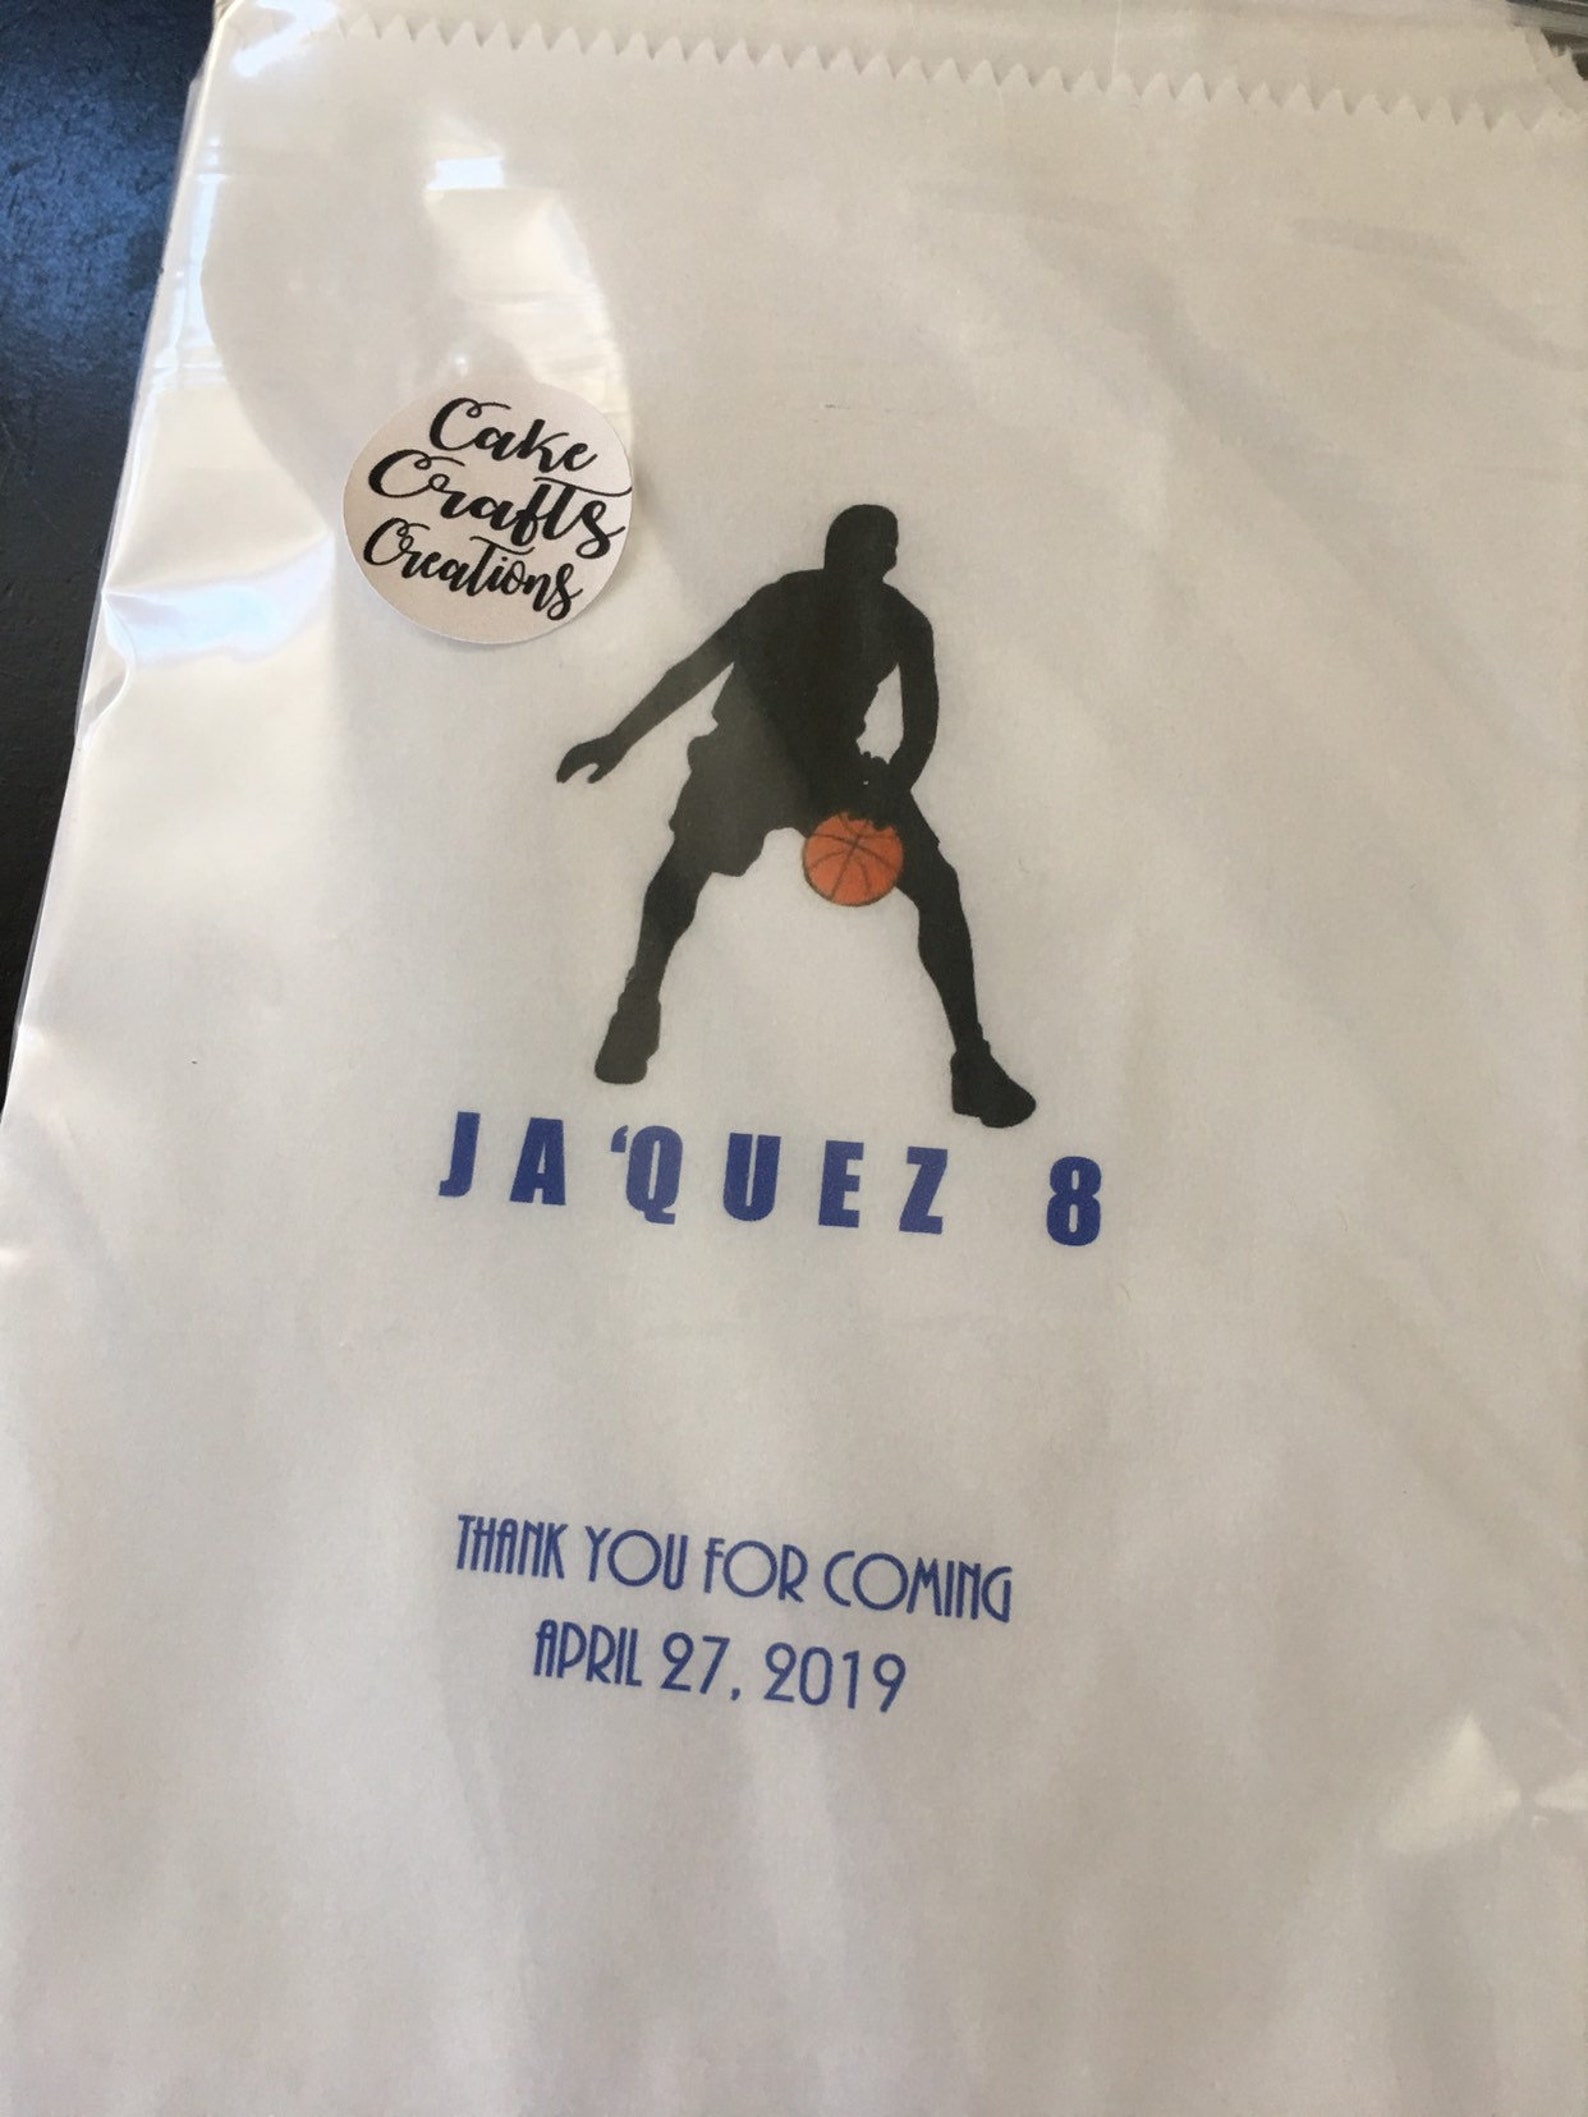 Cake
Crafts
Creations
JA‘QUEZ 8
THANK YOU FOR COMING
APRIL 27, 2019